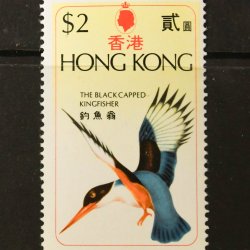 $2 貳圓
香港
HONG KONG
THE BLACK CAPPED
KINGFISHER
釣魚翁